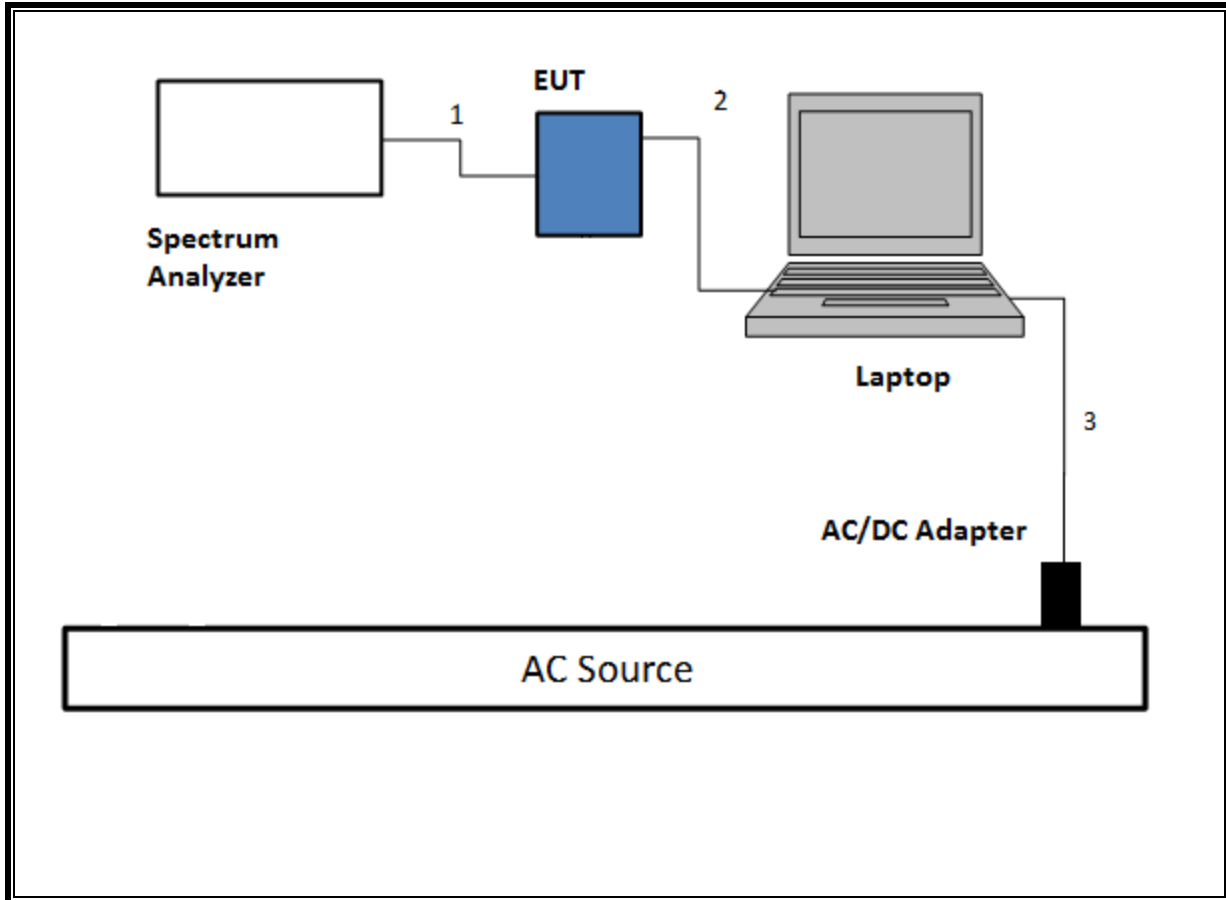 EUT
1
2
Spectrum
Analyzer
Laptop
3
AC/DC Adapter
AC Source